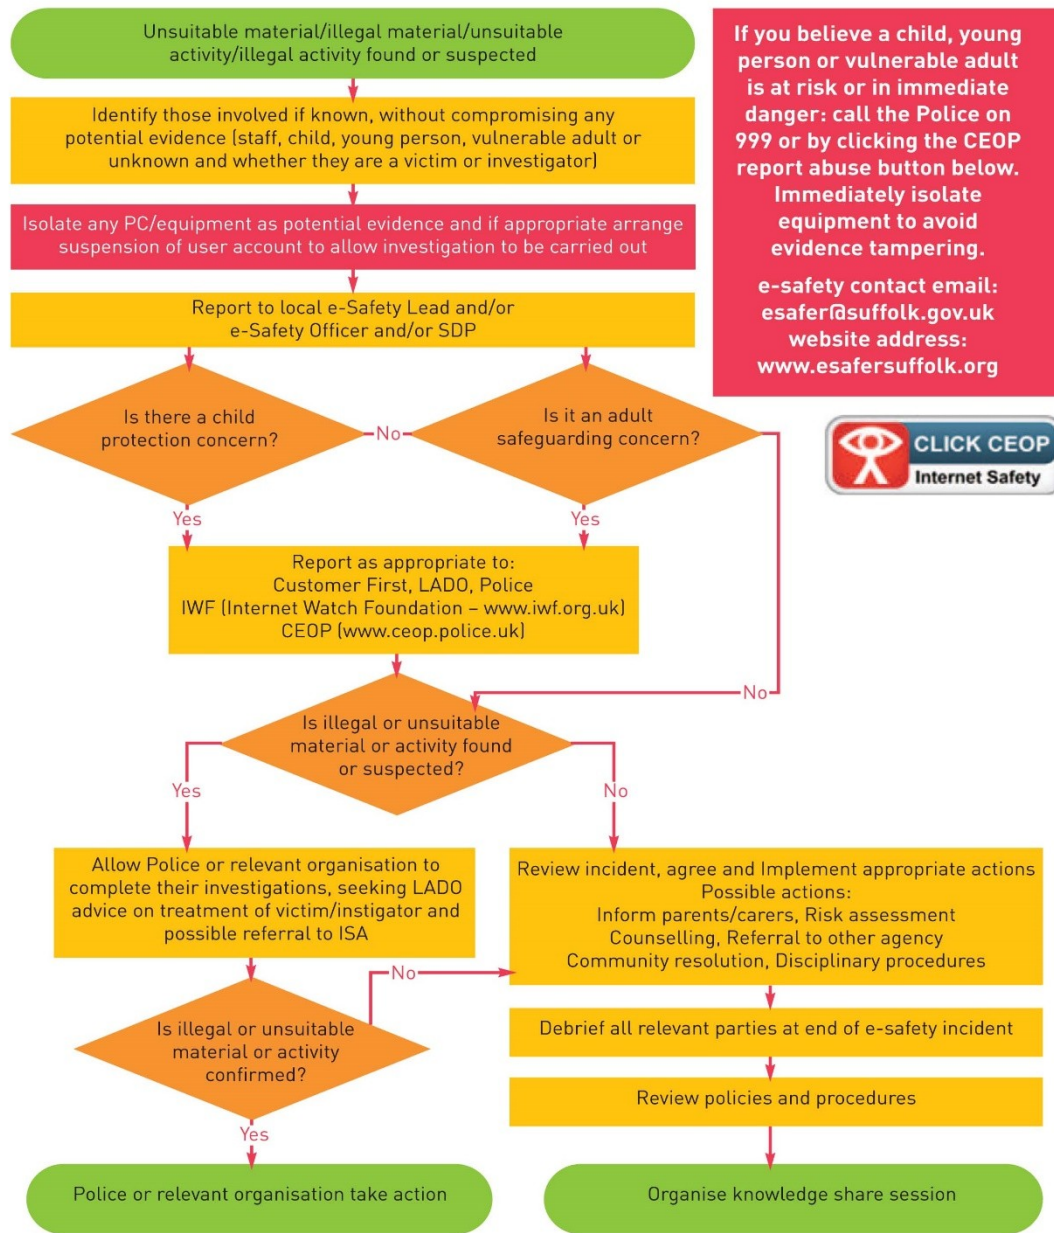 Unsuitable material/illegal material/unsuitable
activity/illegal activity found or suspected
Identify those involved if known, without compromising any
potential evidence (staff, child, young person, vulnerable adult or
unknown and whether they are a victim or investigator)
Isolate any PC/equipment as potential evidence and if appropriate arrange
suspension of user account to allow investigation to be carried out
Report to local e-Safety Lead and/or
e-Safety Officer and/or SDP
If you believe a child, young
person or vulnerable adult
is at risk or in immediate
danger: call the Police on
999 or by clicking the CEOP
report abuse button below.
Immediately isolate
equipment to avoid
evidence tampering.
e-safety contact email:
esafer@suffolk.gov.uk
website address:
www.esafersuffolk.org
CLICK CEOP
Internet Safety
Is there a child
protection concern?
No
Is it an adult
safeguarding concern?
Yes
Yes
Report as appropriate to:
Customer First, LADO, Police
IWF (Internet Watch Foundation – www.iwf.org.uk)
CEOP (www.ceop.police.uk)
No
Is illegal or unsuitable
material or activity found
or suspected?
Yes
No
Allow Police or relevant organisation to
complete their investigations, seeking LADO
advice on treatment of victim/instigator and
possible referral to ISA
Review incident, agree and Implement appropriate actions
Possible actions:
Inform parents/carers, Risk assessment
Counselling, Referral to other agency
Community resolution, Disciplinary procedures
No
Is illegal or unsuitable
material or activity
confirmed?
Debrief all relevant parties at end of e-safety incident
Review policies and procedures
Yes
Police or relevant organisation take action
Organise knowledge share session